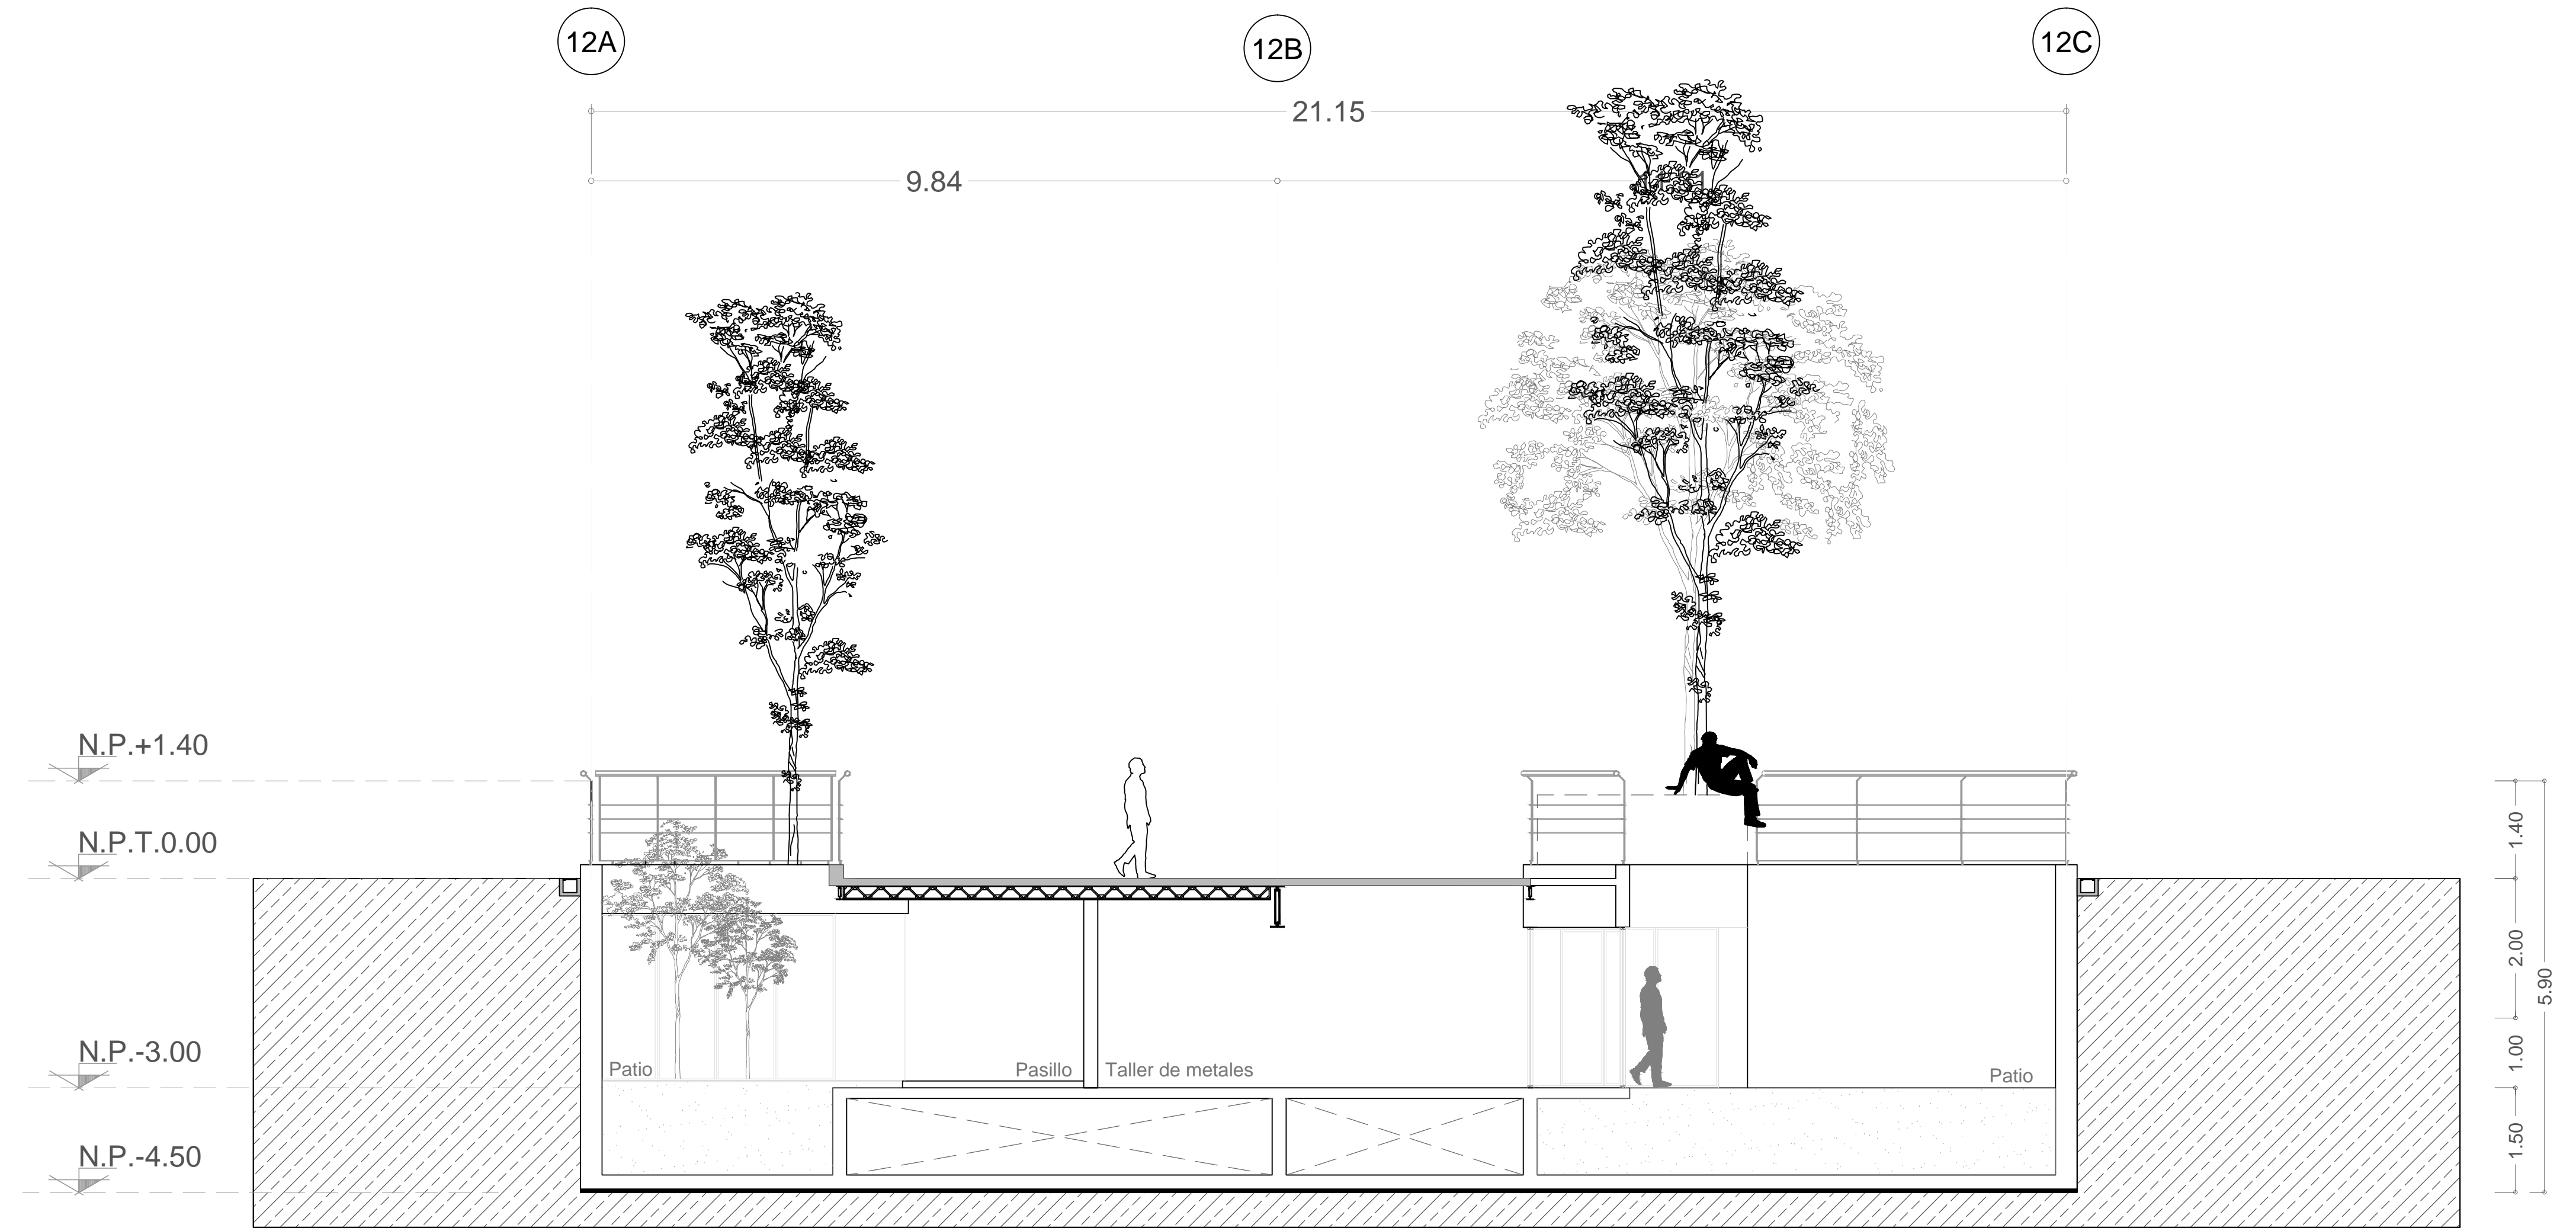 12A
12B
12C
21.15
9.84
N.P.+1.40
N.P.T.0.00
N.P.-3.00
N.P.-4.50
Patio
Pasillo
Taller de metales
Patio
1.40
2.00
1.00
1.50
5.90